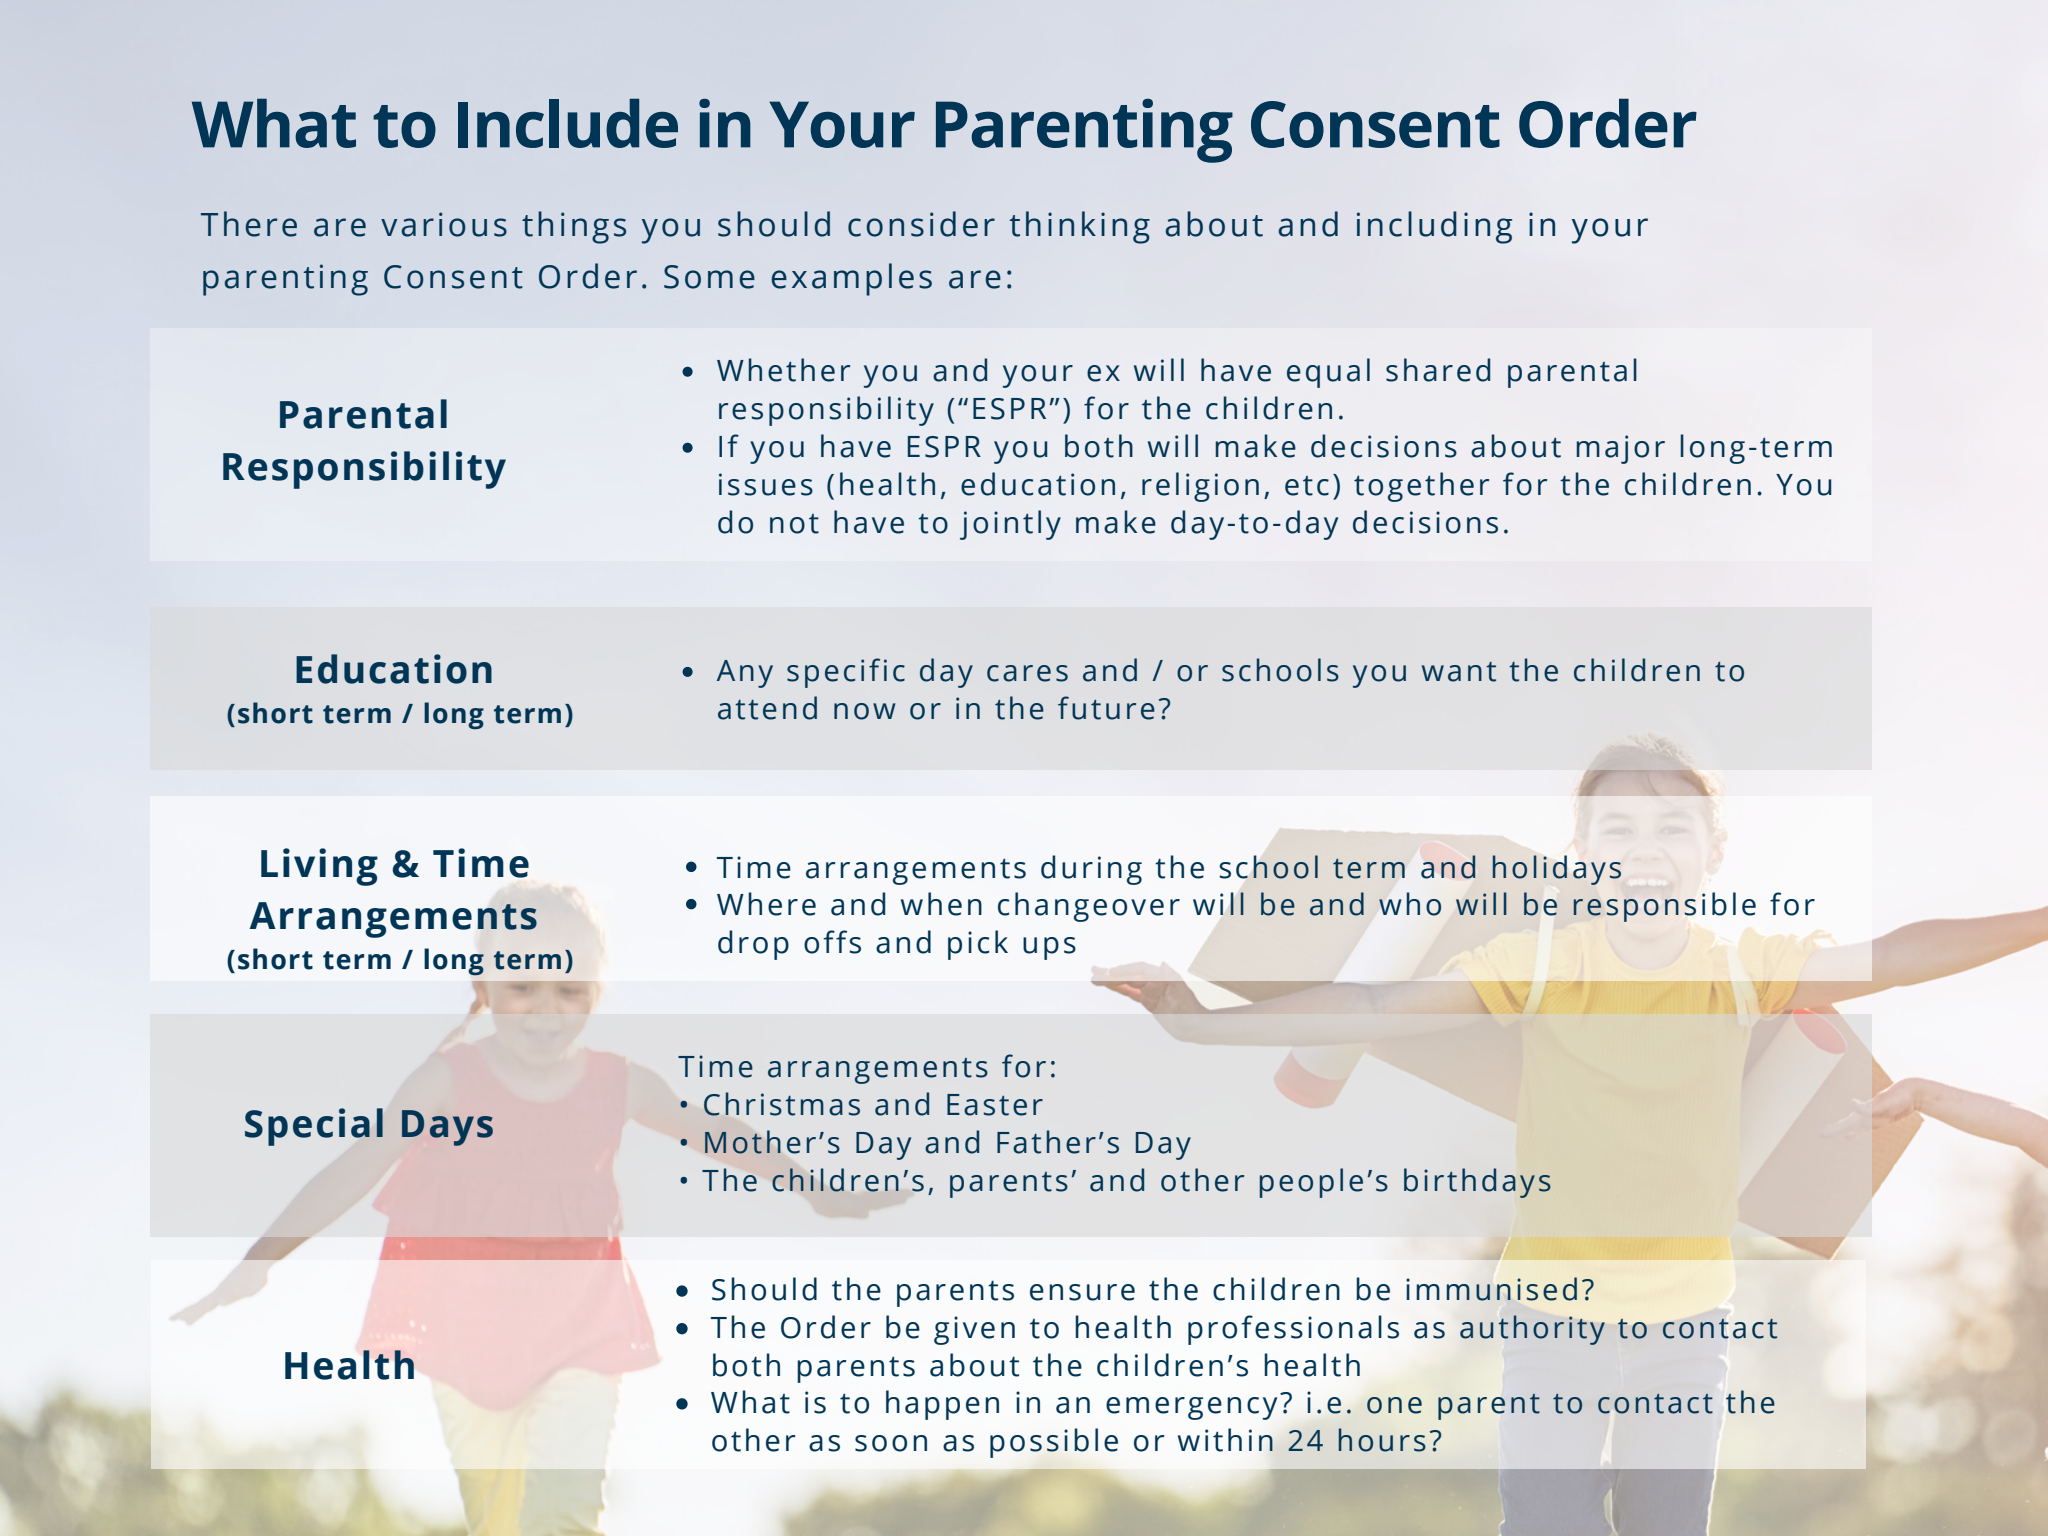 What to Include in Your Parenting Consent Order
There are various things you should consider thinking about and including in your
parenting Consent Order. Some examples are:
Parental
Responsibility
• Whether you and your ex will have equal shared parental
responsibility (“ESPR”) for the children.
• If you have ESPR you both will make decisions about major long-term
issues (health, education, religion, etc) together for the children. You
do not have to jointly make day-to-day decisions.
Education
(short term / long term)
• Any specific day cares and / or schools you want the children to
attend now or in the future?
Living & Time
Arrangements
(short term / long term)
• Time arrangements during the school term and holidays
• Where and when changeover will be and who will be responsible for
drop offs and pick ups
Special Days
Time arrangements for:
• Christmas and Easter
• Mother’s Day and Father’s Day
• The children’s, parents’ and other people’s birthdays
Health
• Should the parents ensure the children be immunised?
• The Order be given to health professionals as authority to contact
both parents about the children’s health
• What is to happen in an emergency? i.e. one parent to contact the
other as soon as possible or within 24 hours?